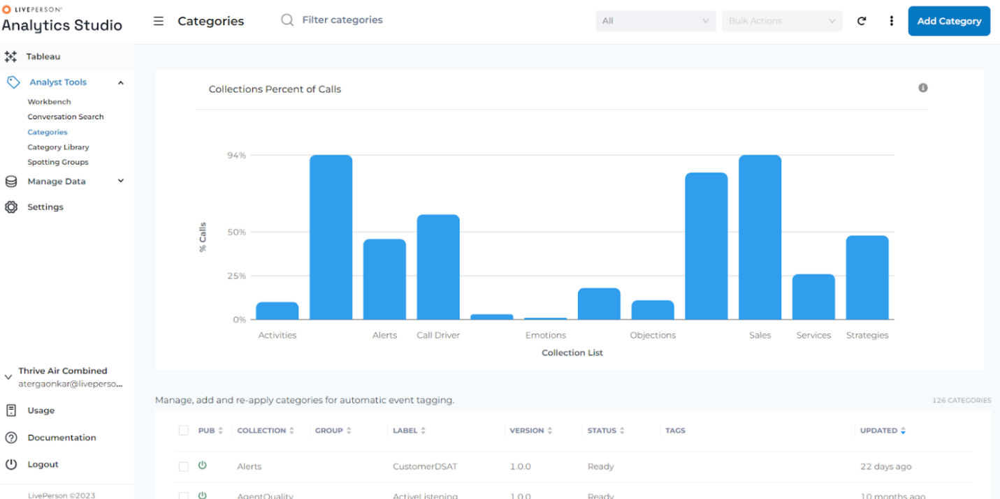 LIVEPERSON
Analytics Studio
Categories
Filter categories
All
Bulk Actions
Add Category
Tableau
Analyst Tools
Workbench
Conversation Search
Categories
Category Library
Spotting Groups
Manage Data
Settings
Collections Percent of Calls
94%
50%
25%
0%
% Calls
Activities Alerts Call Driver Emotions Objections Sales Services Strategies
Collection List
Thrive Air Combined
atergaonkar@liveperso...
Usage
Documentation
Logout
LivePerson ©2023
Manage, add and re-apply categories for automatic event tagging.
126 CATEGORIES
PUB COLLECTION GROUP LABEL VERSION STATUS TAGS UPDATED
Alerts CustomerDSAT 1.0.0 Ready 22 days ago
AgentQuality ActiveListening 1.0.0 Ready 10 months ago